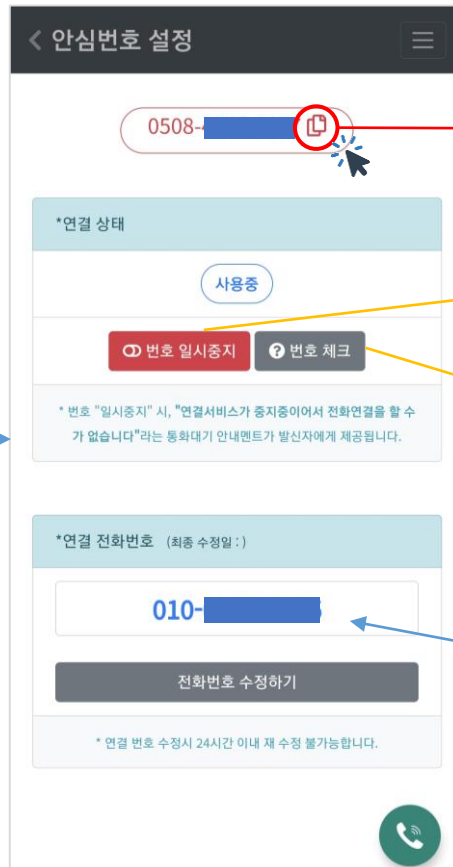 안심번호 설정
0508-
*연결 상태
사용중
번호 일시중지
번호 체크
* 번호 "일시중지" 시, "연결서비스가 중지중이어서 전화연결을 할 수
가 없습니다"라는 통화대기 안내멘트가 발신자에게 제공됩니다.
*연결 전화번호 (최종 수정일 : )
010-
전화번호 수정하기
* 연결 번호 수정시 24시간 이내 재 수정 불가능합니다.